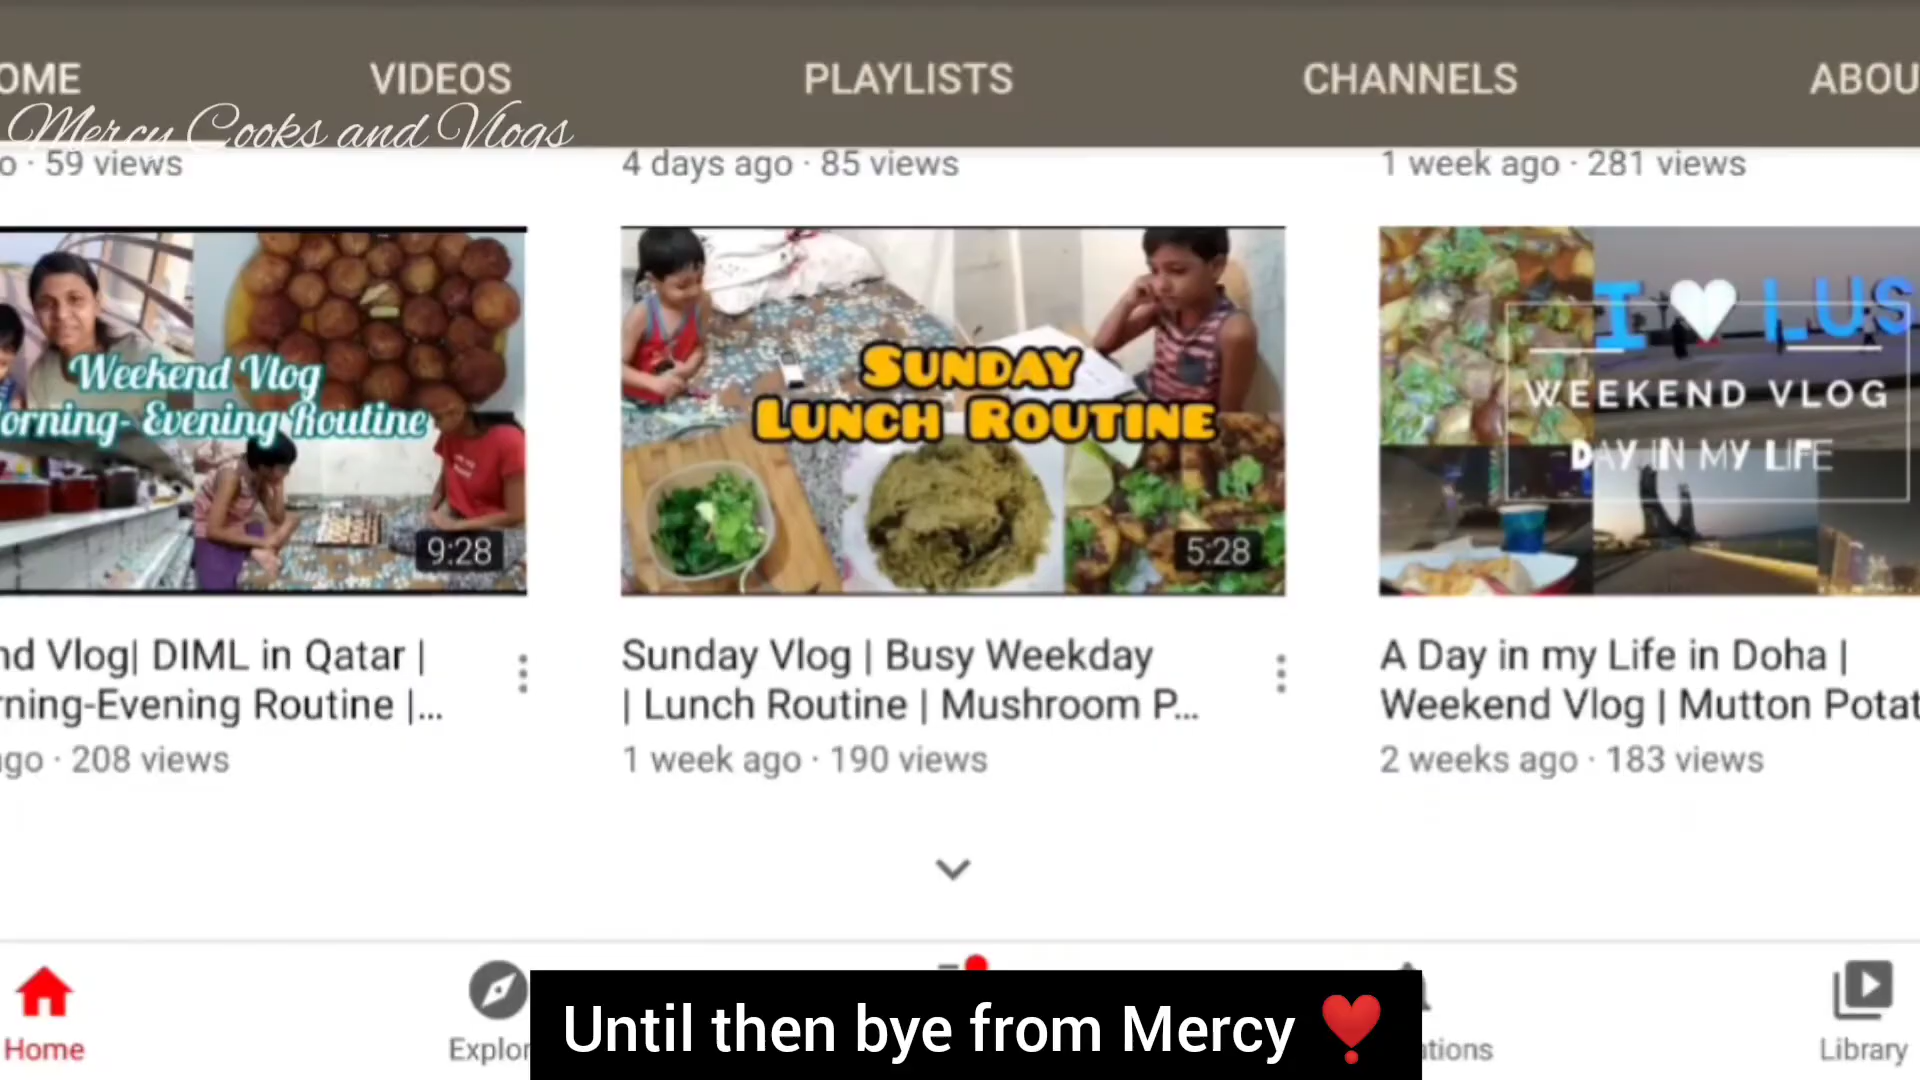 OME VIDEOS PLAYLISTS CHANNELS ABOU
Mercy Cooks and Vlogs
o · 59 views
4 days ago · 85 views
1 week ago · 281 views
Weekend Vlog
orning- Evening Routine
9:28
SUNDAY
LUNCH ROUTINE
5:28
I LUS
WEEKEND VLOG
DAY IN MY LIFE
nd Vlog| DIML in Qatar |
rning-Evening Routine |...
ago · 208 views
Sunday Vlog | Busy Weekday
| Lunch Routine | Mushroom P...
1 week ago · 190 views
A Day in my Life in Doha |
Weekend Vlog | Mutton Potat
2 weeks ago · 183 views
Home Explor ations Library
Until then bye from Mercy ❣️